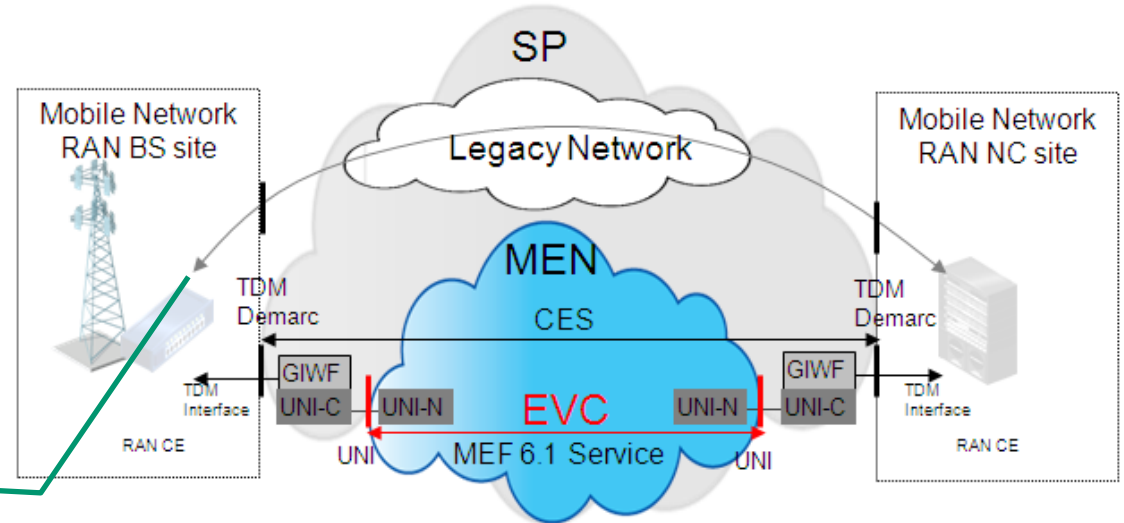 SP
Mobile Network
RAN BS site
Legacy Network
Mobile Network
RAN NC site
MEN
TDM
Demarc
CES
TDM
Demarc
GIWF
GIWF
TDM
Interface
UNI-C
UNI-N
EVC
UNI-N
UNI-C
TDM
Interface
RAN CE
UNI
MEF 6.1 Service
UNI
RAN CE